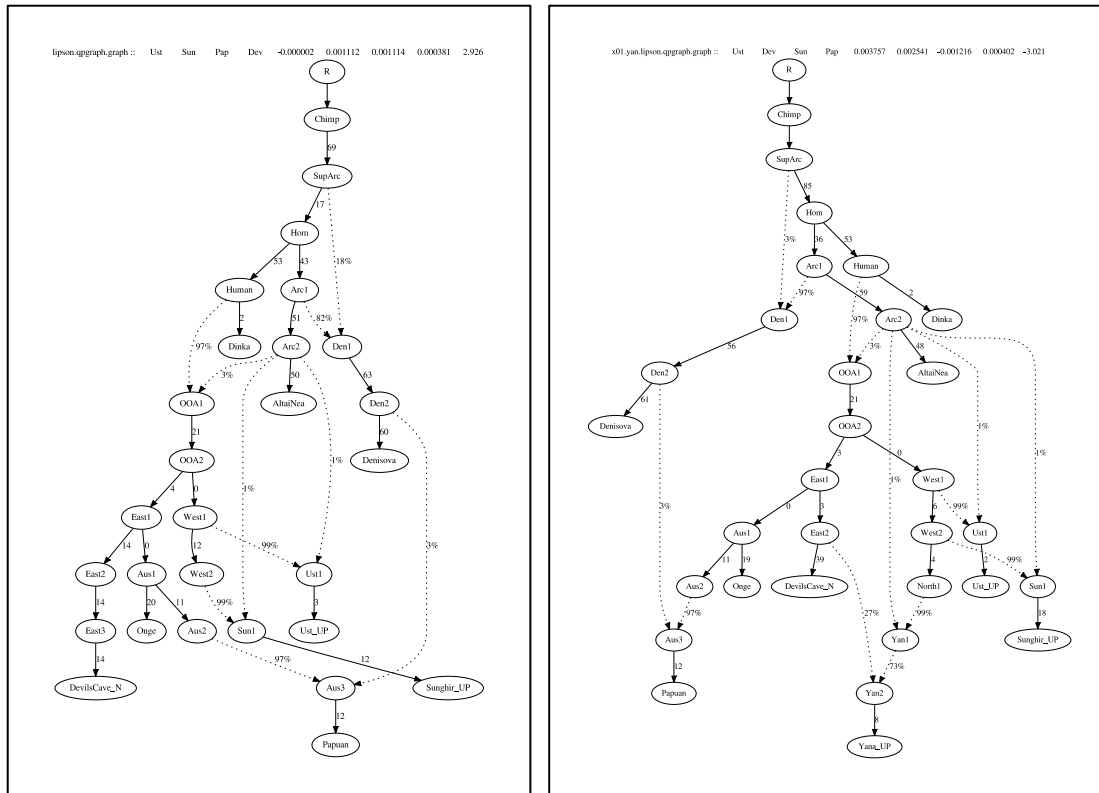 lipson.qpgraph.graph :: Ust Sun Pap Dev -0.000002 0.001112 0.001114 0.000381 2.926
R
Chimp
69
SupArc
17
Hom
53 43 18%
Human Arc1
2 51 82%
Dinka Arc2 Den1
97% 3% 50 63
OOA1 AltaiNea Den2
21 60
OOA2 Denisova
4 0 1% 1%
East1 West1
14 0 12 99% 3%
East2 Aus1 West2 Ust1
14 20 11 99% 3
East3 Onge Aus2 Sun1 Ust_UP
14 97% 12
DevilsCave_N Aus3 Sunghir_UP
12
Papuan
x01.yan.lipson.qpgraph.graph :: Ust Dev Sun Pap 0.003757 0.002541 -0.001216 0.000402 -3.021
R
Chimp
SupArc
85
Hom
3% 36 53
Arc1 Human
97% 59 2
Den1 97% Arc2 Dinka
56 3% 48
Den2 OOA1 AltaiNea
61 21
Denisova OOA2
3 0 1% 1%
East1 West1
3% 0 3 1% 6 99%
Aus1 East2 West2 Ust1
11 19 39 4 99% 2
Aus2 Onge DevilsCave_N North1 Ust_UP Sun1
97% 27% 99% 18
Aus3 Yan1 Sunghir_UP
12 73%
Papuan Yan2
8
Yana_UP